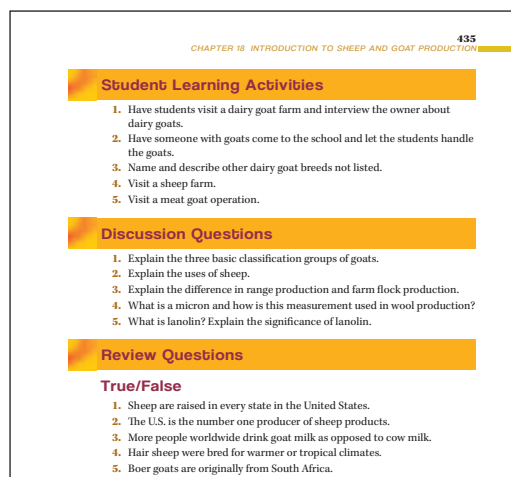 435
CHAPTER 18 INTRODUCTION TO SHEEP AND GOAT PRODUCTION
Student Learning Activities
1. Have students visit a dairy goat farm and interview the owner about
dairy goats.
2. Have someone with goats come to the school and let the students handle
the goats.
3. Name and describe other dairy goat breeds not listed.
4. Visit a sheep farm.
5. Visit a meat goat operation.
Discussion Questions
1. Explain the three basic classification groups of goats.
2. Explain the uses of sheep.
3. Explain the difference in range production and farm flock production.
4. What is a micron and how is this measurement used in wool production?
5. What is lanolin? Explain the significance of lanolin.
Review Questions
True/False
1. Sheep are raised in every state in the United States.
2. The U.S. is the number one producer of sheep products.
3. More people worldwide drink goat milk as opposed to cow milk.
4. Hair sheep were bred for warmer or tropical climates.
5. Boer goats are originally from South Africa.